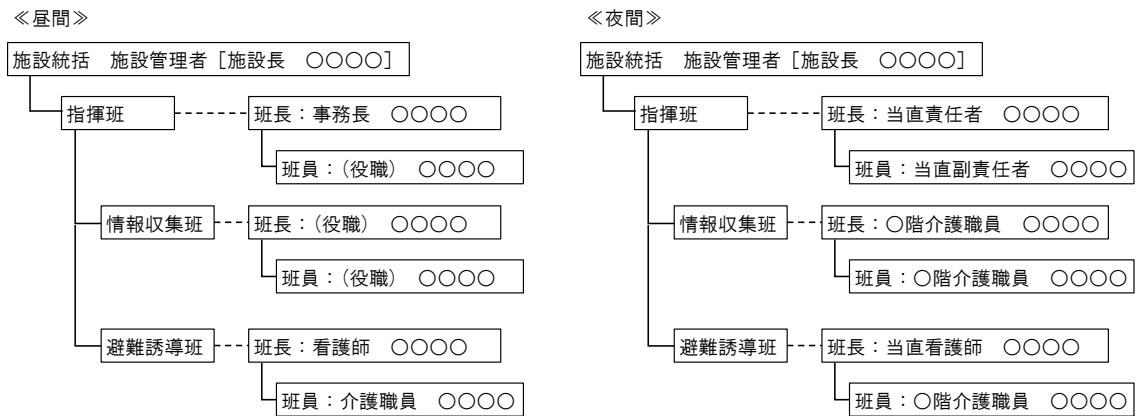 ≪昼間≫
施設統括　施設管理者［施設長　〇〇〇〇］
指揮班
班長：事務長　〇〇〇〇
班員：（役職）　〇〇〇〇
情報収集班
班長：（役職）　〇〇〇〇
班員：（役職）　〇〇〇〇
避難誘導班
班長：看護師　〇〇〇〇
班員：介護職員　〇〇〇〇
≪夜間≫
施設統括　施設管理者［施設長　〇〇〇〇］
指揮班
班長：当直責任者　〇〇〇〇
班員：当直副責任者　〇〇〇〇
情報収集班
班長：〇階介護職員　〇〇〇〇
班員：〇階介護職員　〇〇〇〇
避難誘導班
班長：当直看護師　〇〇〇〇
班員：〇階介護職員　〇〇〇〇